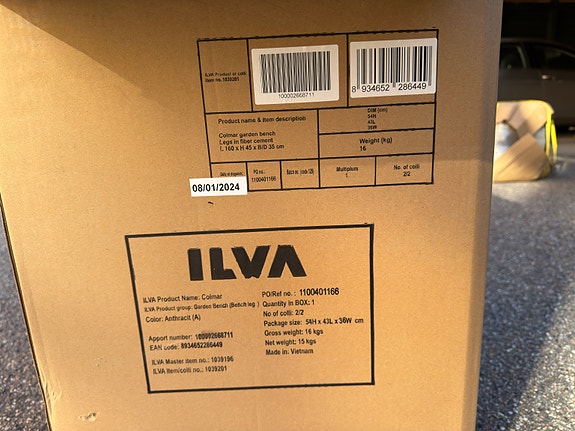 ILVA Product or colli
item no. 1039201
100002668711
8 934652 286449
Product name & item description
Colmar garden bench
Legs in fiber cement
L 160 x H 45 x B/D 35 cm
DIM (cm)
54H
43L
36W
Weight (kg)
16
08/01/2024
PO no.:
1100401166
Multiplum
1
No. of colli
2/2
ILVA
ILVA Product Name: Colmar
ILVA Product group: Garden Bench (Bench leg )
Color: Anthracit (A)
Apport number: 100002668711
EAN code: 8934652286449
ILVA Master item no.: 1039196
ILVA Item/colli no.: 1039201
PO/Ref no. : 1100401166
Quantity in BOX: 1
No of colli: 2/2
Package size: 54H x 43L x 36W cm
Gross weight: 16 kgs
Net weight: 15 kgs
Made in: Vietnam